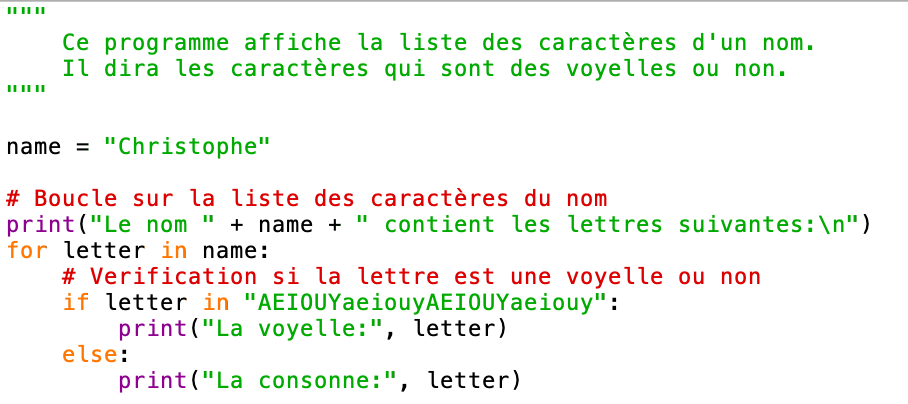 """
    Ce programme affiche la liste des caractères d'un nom.
    Il dira les caractères qui sont des voyelles ou non.
"""

name = "Christophe"

# Boucle sur la liste des caractères du nom
print("Le nom " + name + " contient les lettres suivantes:\n")
for letter in name:
    # Verification si la lettre est une voyelle ou non
    if letter in "AEIOUYaeiouyAEIOUYaeiouy":
        print("La voyelle:", letter)
    else:
        print("La consonne:", letter)